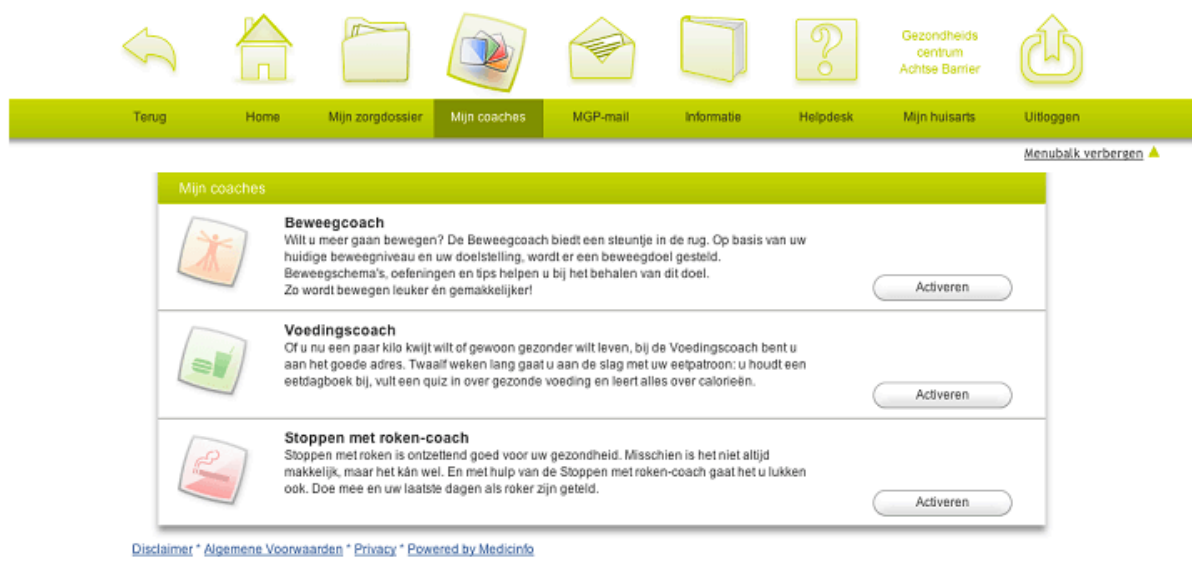 Gezondheids
centrum
Achtse Barrier
Terug
Home
Mijn zorgdossier
Mijn coaches
MGP-mail
Informatie
Helpdesk
Mijn huisarts
Uitloggen
Menubalk verbergen
Mijn coaches
Beweegcoach
Wilt u meer gaan bewegen? De Beweegcoach biedt een steuntje in de rug. Op basis van uw
huidige beweegniveau en uw doelstelling, wordt er een beweegdoel gesteld.
Beweegschema's, oefeningen en tips helpen u bij het behalen van dit doel.
Zo wordt bewegen leuker én gemakkelijker!
Activeren
Voedingscoach
Of u nu een paar kilo kwijt wilt of gewoon gezonder wilt leven, bij de Voedingscoach bent u
aan het goede adres. Twaalf weken lang gaat u aan de slag met uw eetpatroon: u houdt een
eetdagboek bij, vult een quiz in over gezonde voeding en leert alles over calorieën.
Activeren
Stoppen met roken-coach
Stoppen met roken is ontzettend goed voor uw gezondheid. Misschien is het niet altijd
makkelijk, maar het kán wel. En met hulp van de Stoppen met roken-coach gaat het u lukken
ook. Doe mee en uw laatste dagen als roker zijn geteld.
Activeren
Disclaimer * Algemene Voorwaarden * Privacy * Powered by Medicinfo